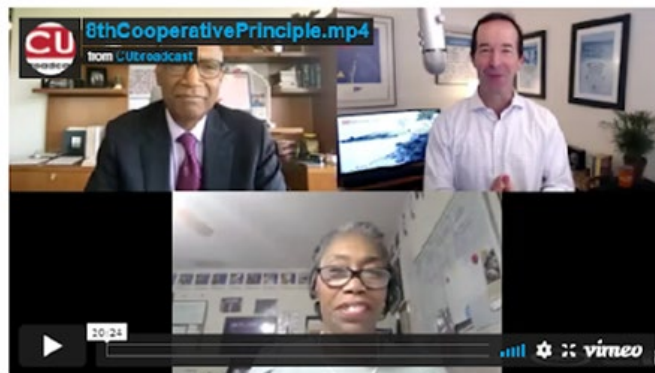 CU
broadcast
8thCooperativePrinciple.mp4
from CUbroadcast
20:24
vimeo